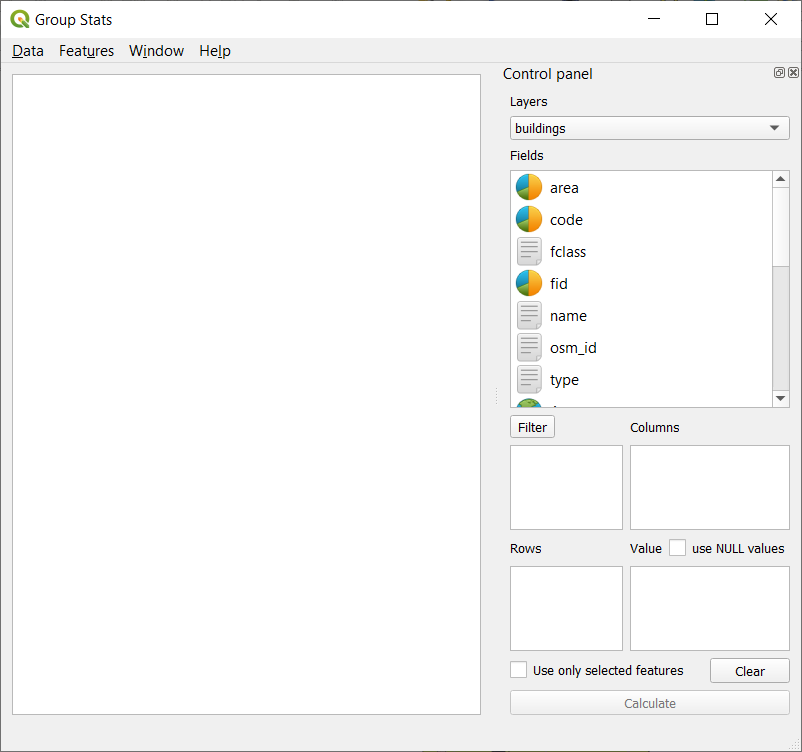 Group Stats
Data Features Window Help
Control panel
Layers
buildings
Fields
area
code
fclass
fid
name
osm_id
type
Filter Columns
Rows Value use NULL values
Use only selected features Clear
Calculate